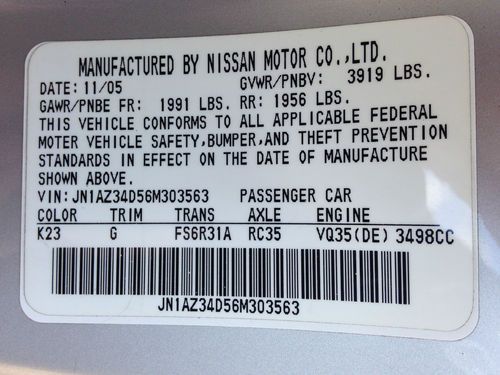 MANUFACTURED BY NISSAN MOTOR CO.,LTD.
DATE: 11/05 GVWR/PNBV: 3919 LBS.
GAWR/PNBE FR: 1991 LBS. RR: 1956 LBS.
THIS VEHICLE CONFORMS TO ALL APPLICABLE FEDERAL
MOTER VEHICLE SAFETY,BUMPER,AND THEFT PREVENTION
STANDARDS IN EFFECT ON THE DATE OF MANUFACTURE
SHOWN ABOVE.
VIN: JN1AZ34D56M303563 PASSENGER CAR
COLOR TRIM TRANS AXLE ENGINE
K23 G FS6R31A RC35 VQ35(DE) 3498CC
JN1AZ34D56M303563